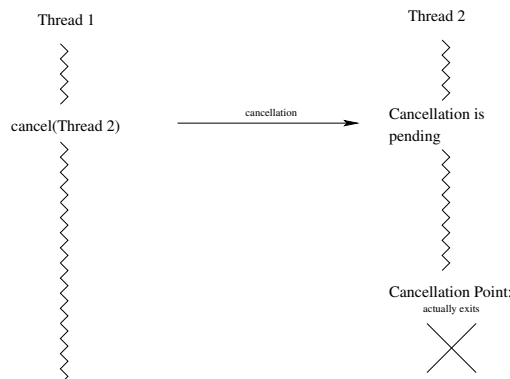 Thread 1
Thread 2
cancel(Thread 2)
cancellation
Cancellation is
pending
Cancellation Point:
actually exits